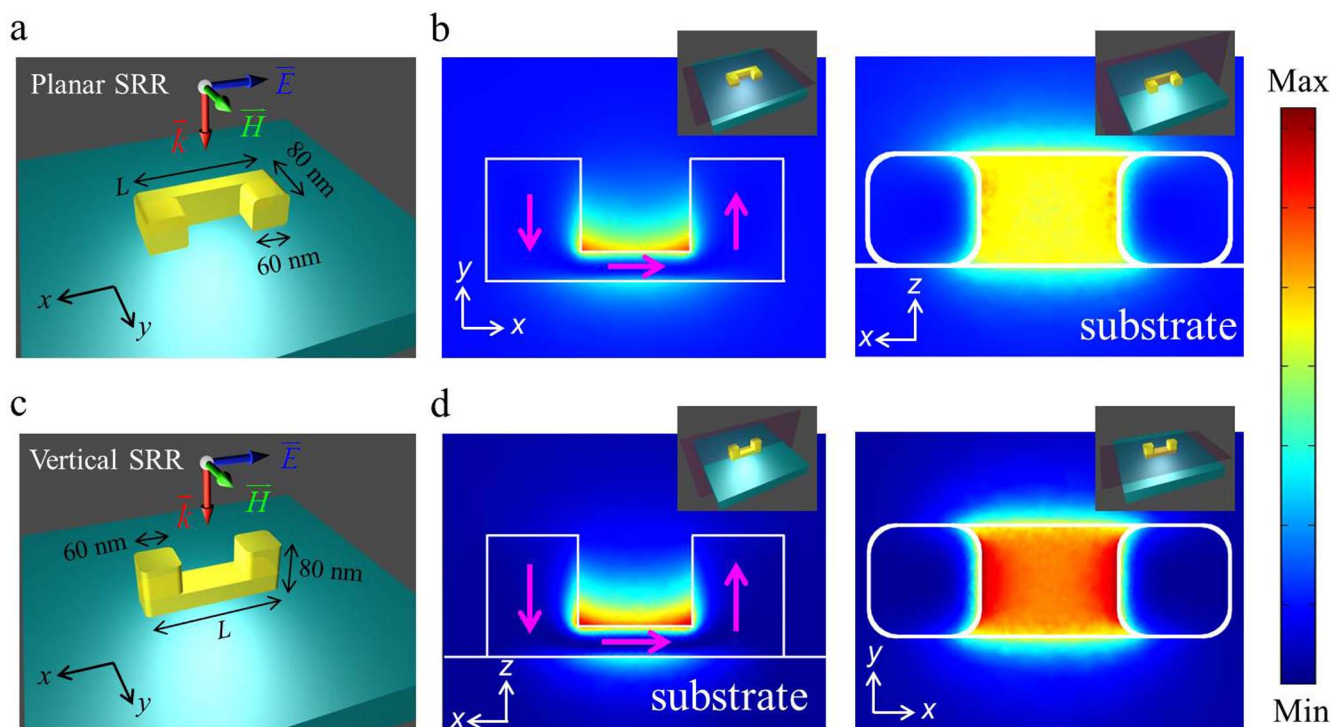 a
Planar SRR
E
H
k
L
80 nm
60 nm
x
y
b
y
x
z
x
substrate
Max
Min
c
Vertical SRR
E
H
k
60 nm
80 nm
L
x
y
d
z
x
substrate
y
x